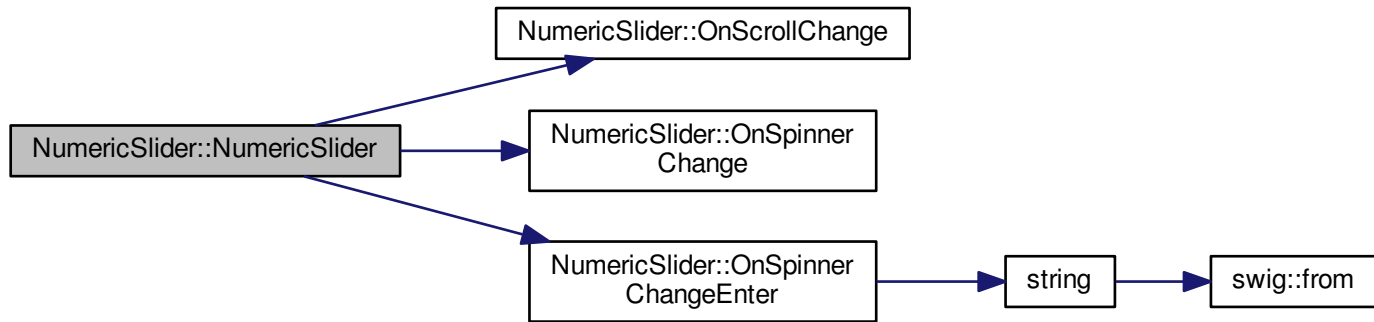 NumericSlider::OnScrollChange
NumericSlider::NumericSlider
NumericSlider::OnSpinner
Change
NumericSlider::OnSpinner
ChangeEnter
string
swig::from